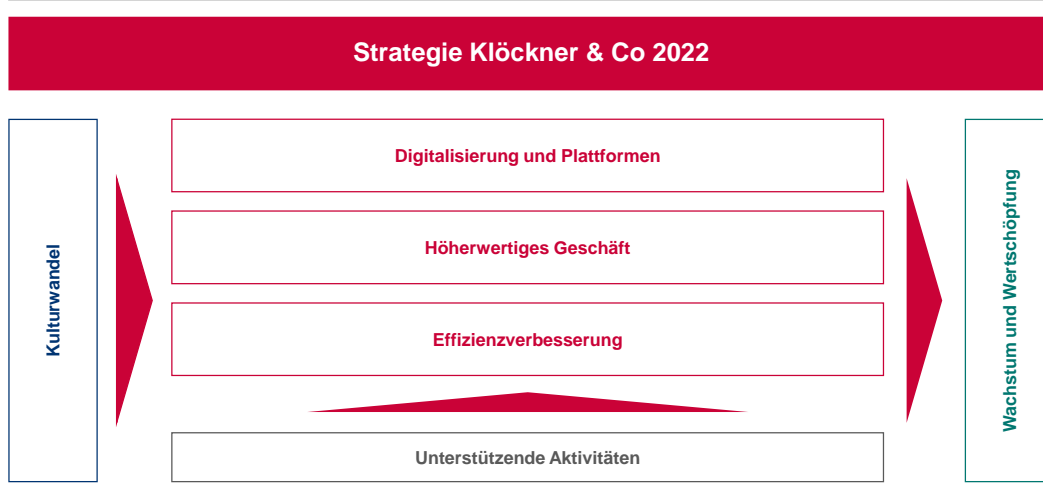 Strategie Klöckner & Co 2022
Kulturwandel
Digitalisierung und Plattformen
Höherwertiges Geschäft
Effizienzverbesserung
Unterstützende Aktivitäten
Wachstum und Wertschöpfung